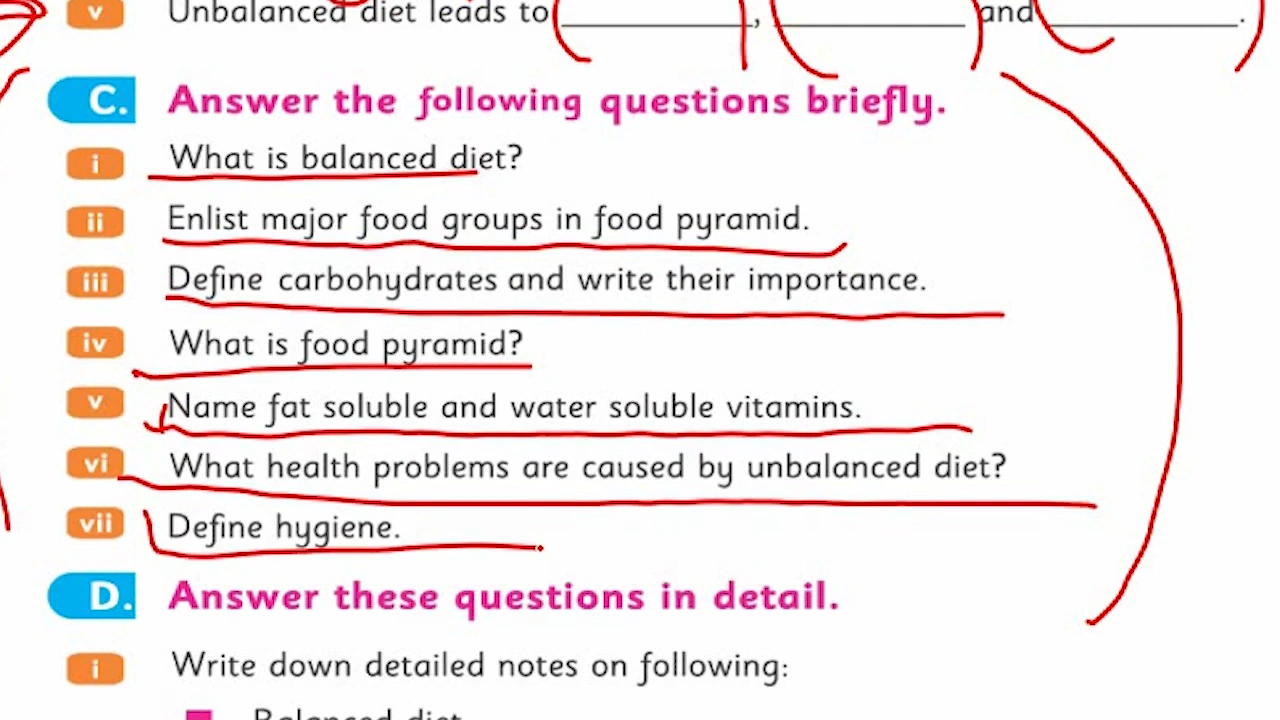 v Unbalanced diet leads to ____________, ____________ and ____________.
C. Answer the following questions briefly.
i What is balanced diet?
ii Enlist major food groups in food pyramid.
iii Define carbohydrates and write their importance.
iv What is food pyramid?
v Name fat soluble and water soluble vitamins.
vi What health problems are caused by unbalanced diet?
vii Define hygiene.
D. Answer these questions in detail.
i Write down detailed notes on following:
Balanced diet